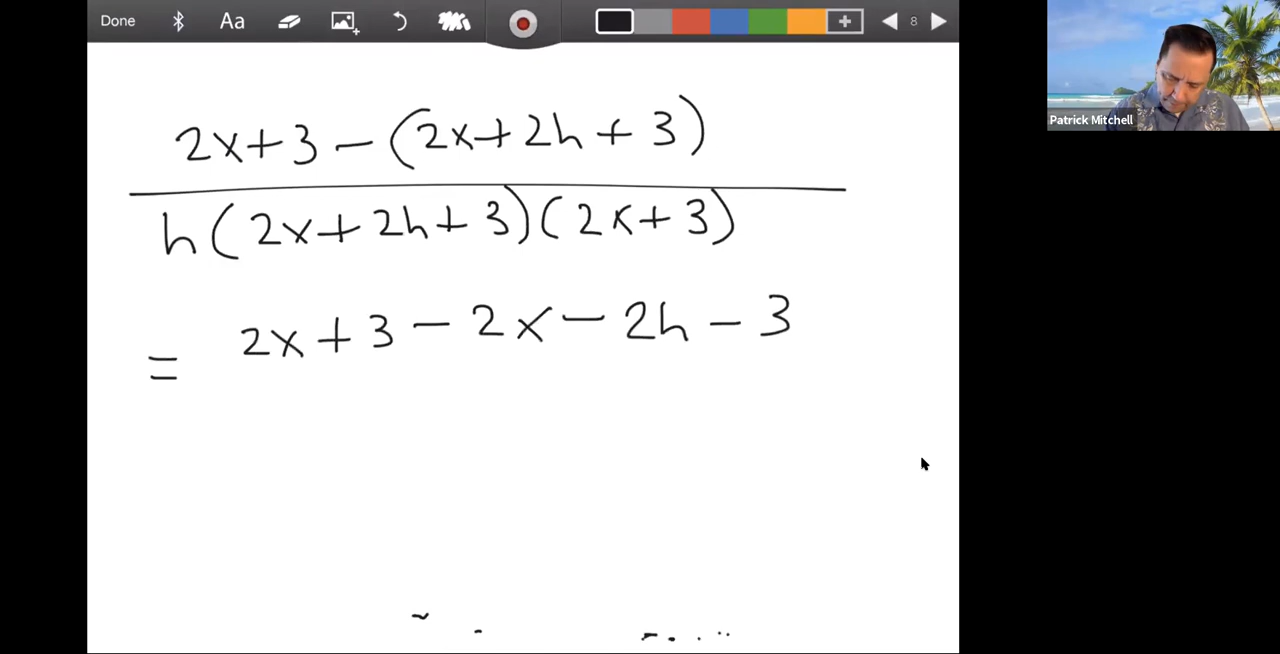 Done Aa 8
Patrick Mitchell
2x+3-(2x+2h+3)
h(2x+2h+3)(2x+3)
= 2x+3-2x-2h-3